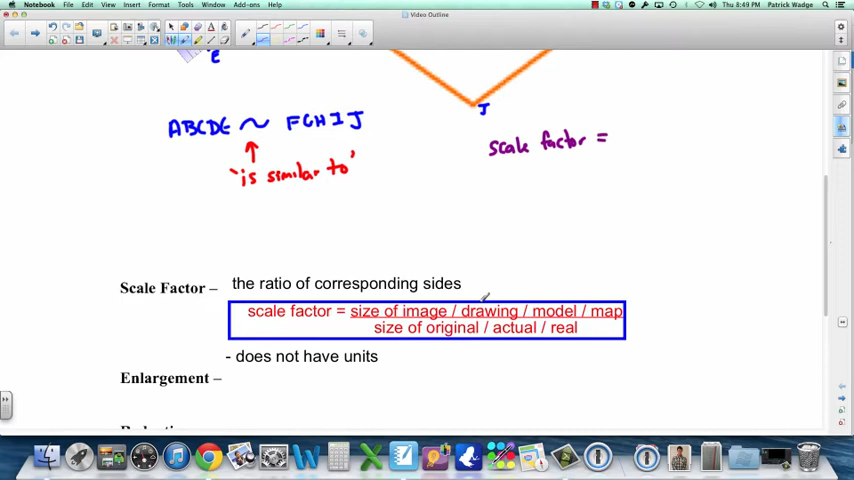 Notebook File Edit View Insert Format Tools Window Add-ons Help Thu 8:49 PM Patrick Wadge
Video Outline
E
J
ABCDE ~ FGHIJ
'is similar to'
scale factor =
Scale Factor – the ratio of corresponding sides
scale factor = size of image / drawing / model / map
size of original / actual / real
- does not have units
Enlargement –